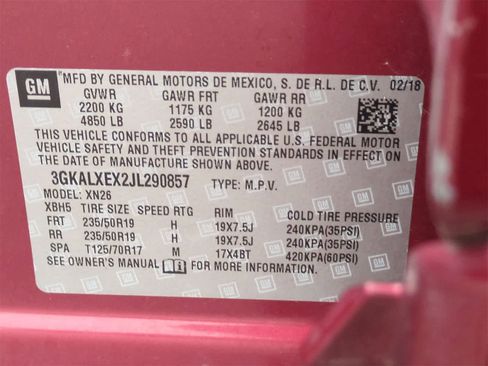 GM
MFD BY GENERAL MOTORS DE MEXICO, S. DE R.L. DE C.V. 02/18
GVWR GAWR FRT GAWR RR
2200 KG 1175 KG 1200 KG
4850 LB 2590 LB 2645 LB
THIS VEHICLE CONFORMS TO ALL APPLICABLE U.S. FEDERAL MOTOR
VEHICLE SAFETY AND THEFT PREVENTION STANDARDS IN EFFECT ON
THE DATE OF MANUFACTURE SHOWN ABOVE.
3GKALXEX2JL290857 TYPE: M.P.V.
MODEL: XN26
XBH5 TIRE SIZE SPEED RTG RIM COLD TIRE PRESSURE
FRT 235/50R19 H 19X7.5J 240KPA(35PSI)
RR 235/50R19 H 19X7.5J 240KPA(35PSI)
SPA T125/70R17 M 17X4BT 420KPA(60PSI)
SEE OWNER'S MANUAL FOR MORE INFORMATION.